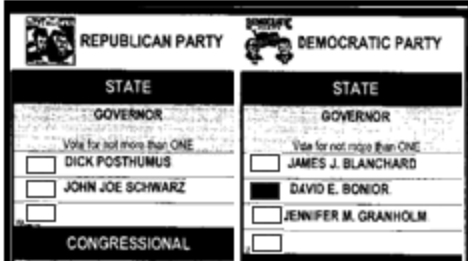 REPUBLICAN PARTY
STATE
GOVERNOR
Vote for not more than ONE
DICK POSTHUMUS
JOHN JOE SCHWARZ
CONGRESSIONAL
DEMOCRATIC
DEMOCRATIC PARTY
STATE
GOVERNOR
Vote for not more than ONE
JAMES J. BLANCHARD
DAVID E. BONIOR
JENNIFER M. GRANHOLM